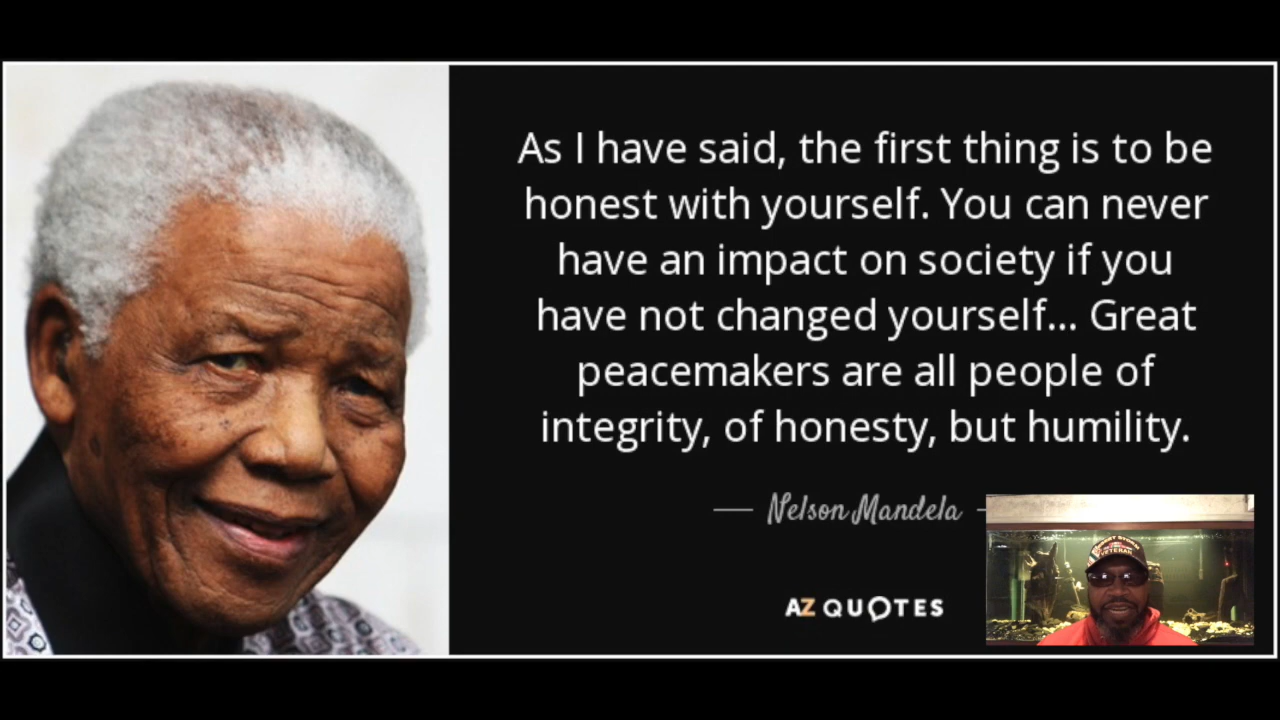 As I have said, the first thing is to be
honest with yourself. You can never
have an impact on society if you
have not changed yourself... Great
peacemakers are all people of
integrity, of honesty, but humility.
Nelson Mandela
AZ QUOTES
VETERAN